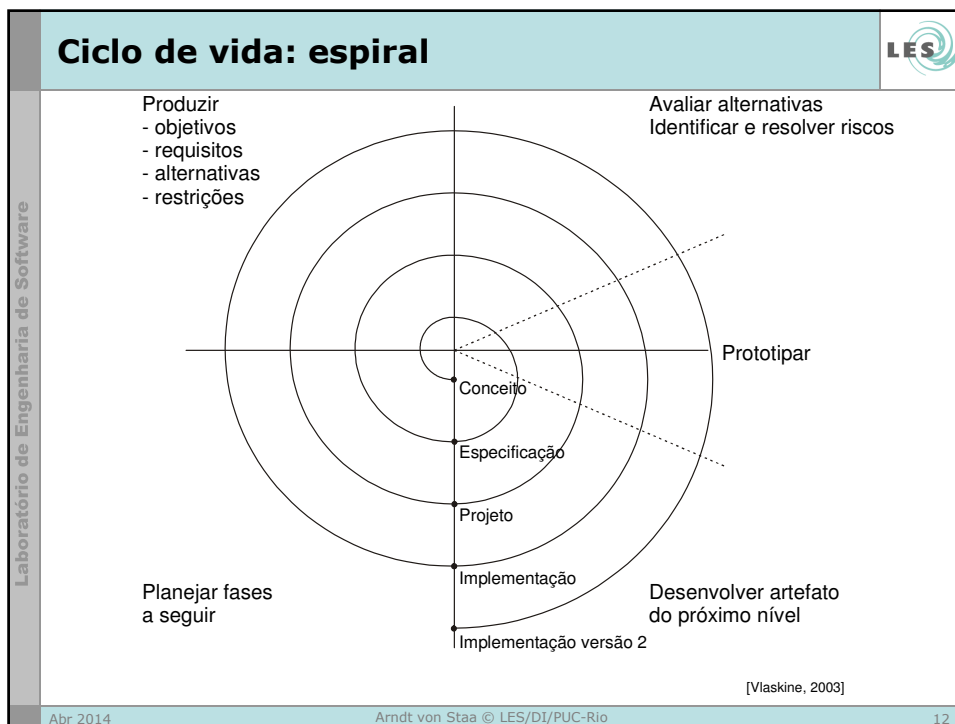 Ciclo de vida: espiral
LES
Laboratório de Engenharia de Software
Produzir
- objetivos
- requisitos
- alternativas
- restrições
Avaliar alternativas
Identificar e resolver riscos
Prototipar
Conceito
Especificação
Projeto
Implementação
Implementação versão 2
Planejar fases
a seguir
Desenvolver artefato
do próximo nível
[Vlaskine, 2003]
Abr 2014
Arndt von Staa © LES/DI/PUC-Rio
12